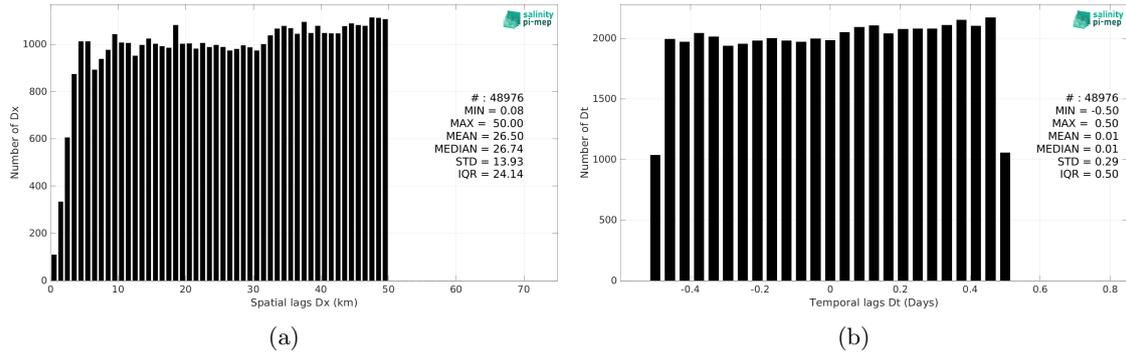 salinity
pi-mep
1000
800
600
400
200
0
Number of Dx
# : 48976
MIN = 0.08
MAX = 50.00
MEAN = 26.50
MEDIAN = 26.74
STD = 13.93
IQR = 24.14
0 10 20 30 40 50 60 70
Spatial lags Dx (km)
(a)
salinity
pi-mep
2000
1500
1000
500
0
Number of Dt
# : 48976
MIN = -0.50
MAX = 0.50
MEAN = 0.01
MEDIAN = 0.01
STD = 0.29
IQR = 0.50
-0.4 -0.2 0 0.2 0.4 0.6 0.8
Temporal lags Dt (Days)
(b)